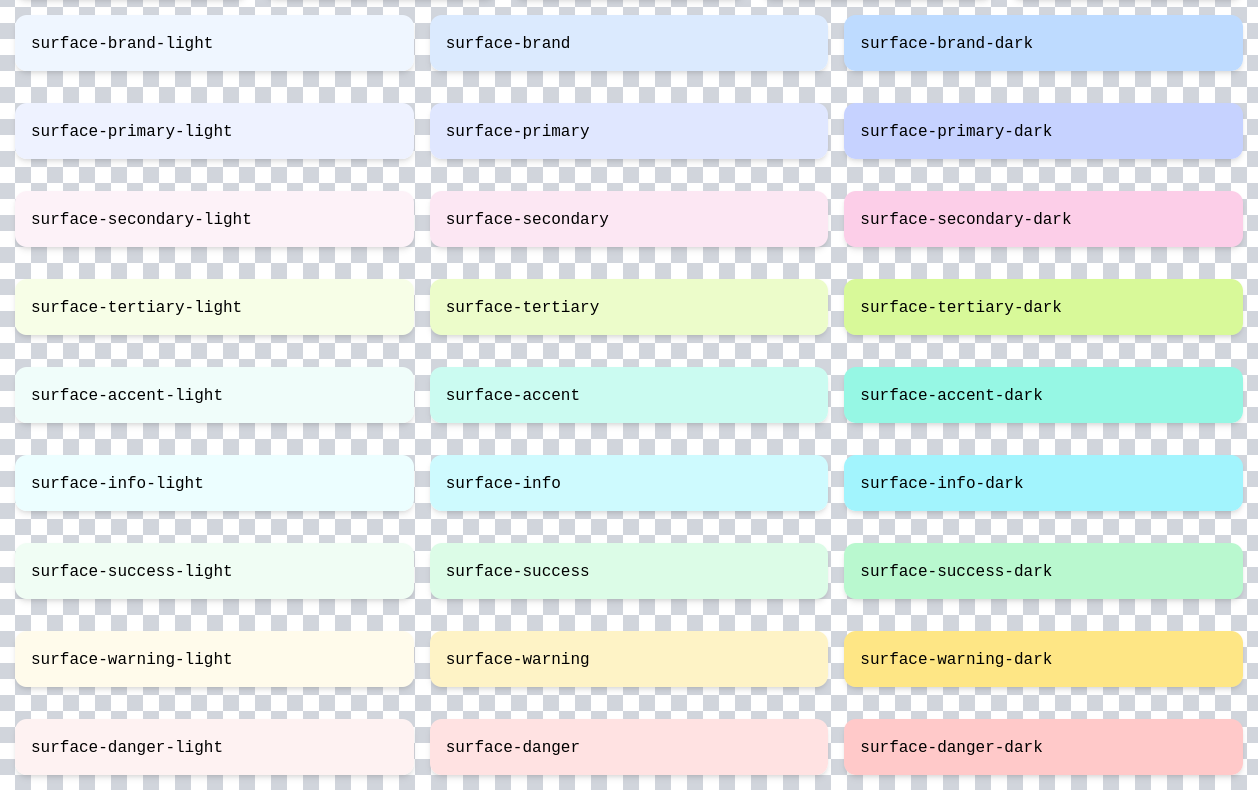 surface-brand-light
surface-brand
surface-brand-dark
surface-primary-light
surface-primary
surface-primary-dark
surface-secondary-light
surface-secondary
surface-secondary-dark
surface-tertiary-light
surface-tertiary
surface-tertiary-dark
surface-accent-light
surface-accent
surface-accent-dark
surface-info-light
surface-info
surface-info-dark
surface-success-light
surface-success
surface-success-dark
surface-warning-light
surface-warning
surface-warning-dark
surface-danger-light
surface-danger
surface-danger-dark